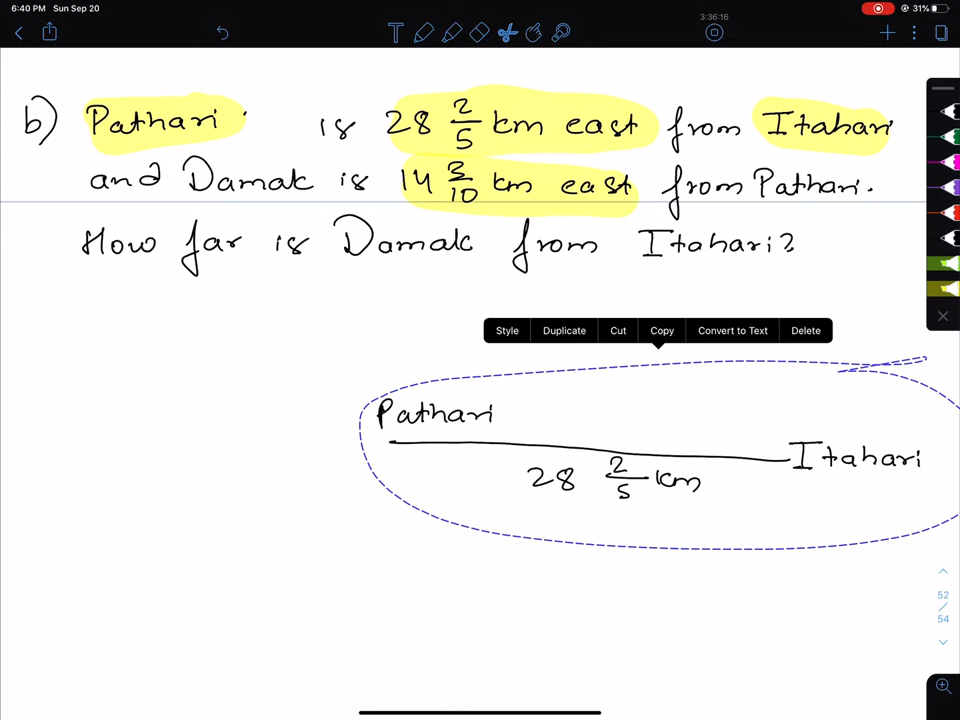 6:40 PM Sun Sep 20
31%
3:36:16
b) Pathari is 28 2/5 km east from Itahari
and Damak is 14 3/10 km east from Pathari.
How far is Damak from Itahari?
Style Duplicate Cut Copy Convert to Text Delete
Pathari
Itahari
28 2/5 km
52
/
54